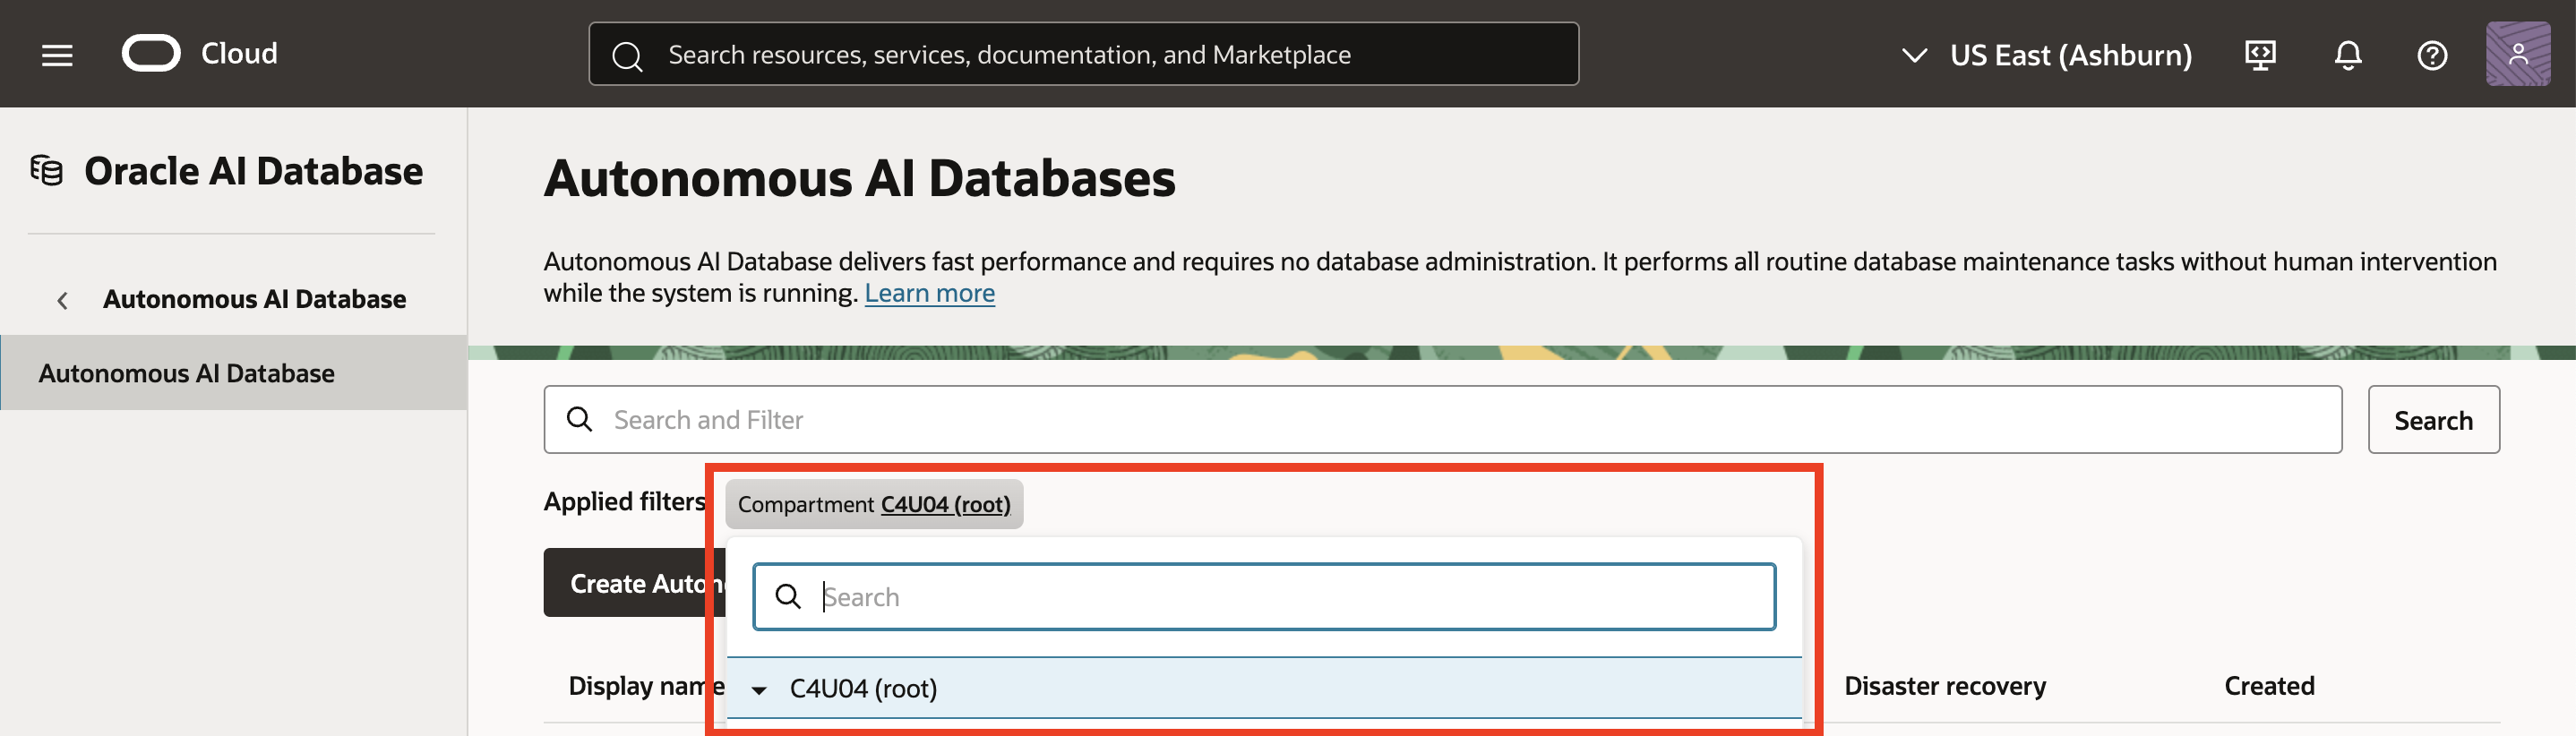 Cloud
Search resources, services, documentation, and Marketplace
US East (Ashburn)
Oracle AI Database
Autonomous AI Database
Autonomous AI Database
Autonomous AI Databases
Autonomous AI Database delivers fast performance and requires no database administration. It performs all routine database maintenance tasks without human intervention
while the system is running. Learn more
Search and Filter
Search
Applied filters
Compartment C4U04 (root)
Create Auton
Search
Display name
C4U04 (root)
Disaster recovery
Created